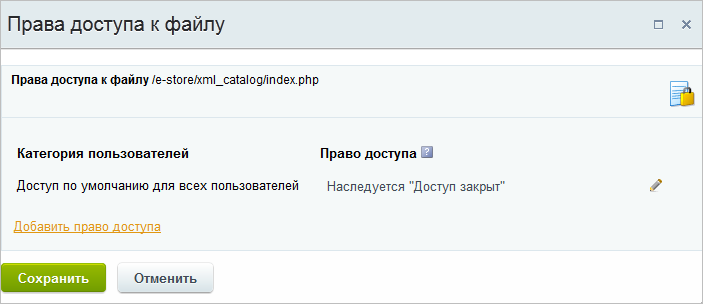 Права доступа к файлу
Права доступа к файлу /e-store/xml_catalog/index.php
Категория пользователей Право доступа ?
Доступ по умолчанию для всех пользователей Наследуется "Доступ закрыт"
Добавить право доступа
Сохранить Отменить